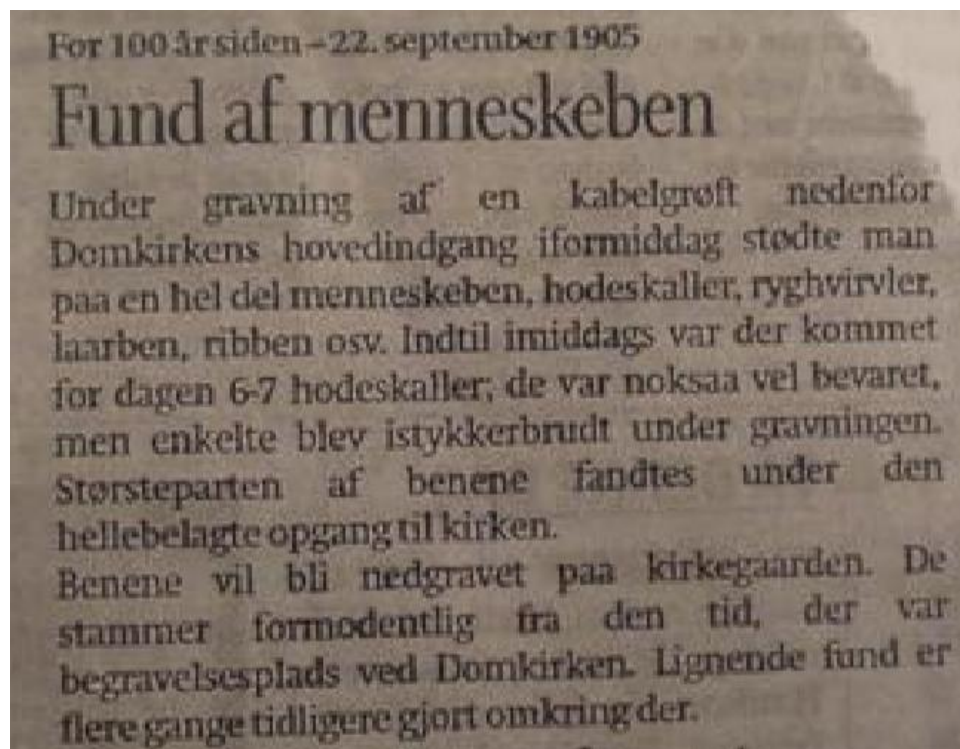 For 100 år siden – 22. september 1905
Fund af menneskeben
Under gravning af en kabelgrøft nedenfor
Domkirkens hovedindgang iformiddag stødte man
paa en hel del menneskeben, hodeskaller, ryghvirvler,
laarben, ribben osv. Indtil imiddags var der kommet
for dagen 6-7 hodeskaller; de var noksaa vel bevaret,
men enkelte blev istykkerbrudt under gravningen.
Størsteparten af benene fandtes under den
hellebelagte opgang til kirken.
Benene vil bli nedgravet paa kirkegaarden. De
stammer formodentlig fra den tid, der var
begravelsesplads ved Domkirken. Lignende fund er
flere gange tidligere gjort omkring der.